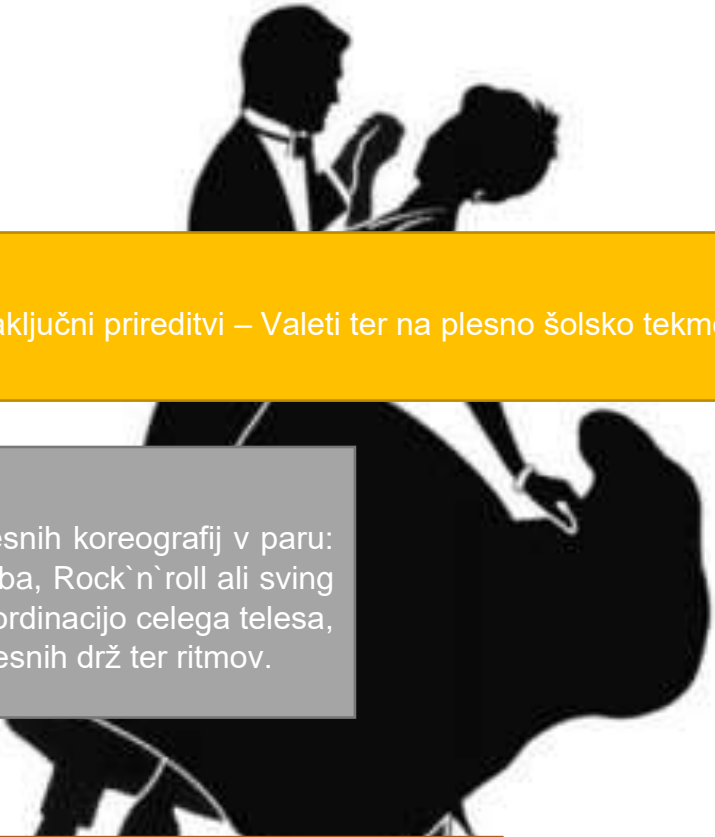 aključni prireditvi – Valeti ter na plesno šolsko tekmo
esnih koreografij v paru:
ba, Rock`n`roll ali sving
ordinacijo celega telesa,
esnih drž ter ritmov.